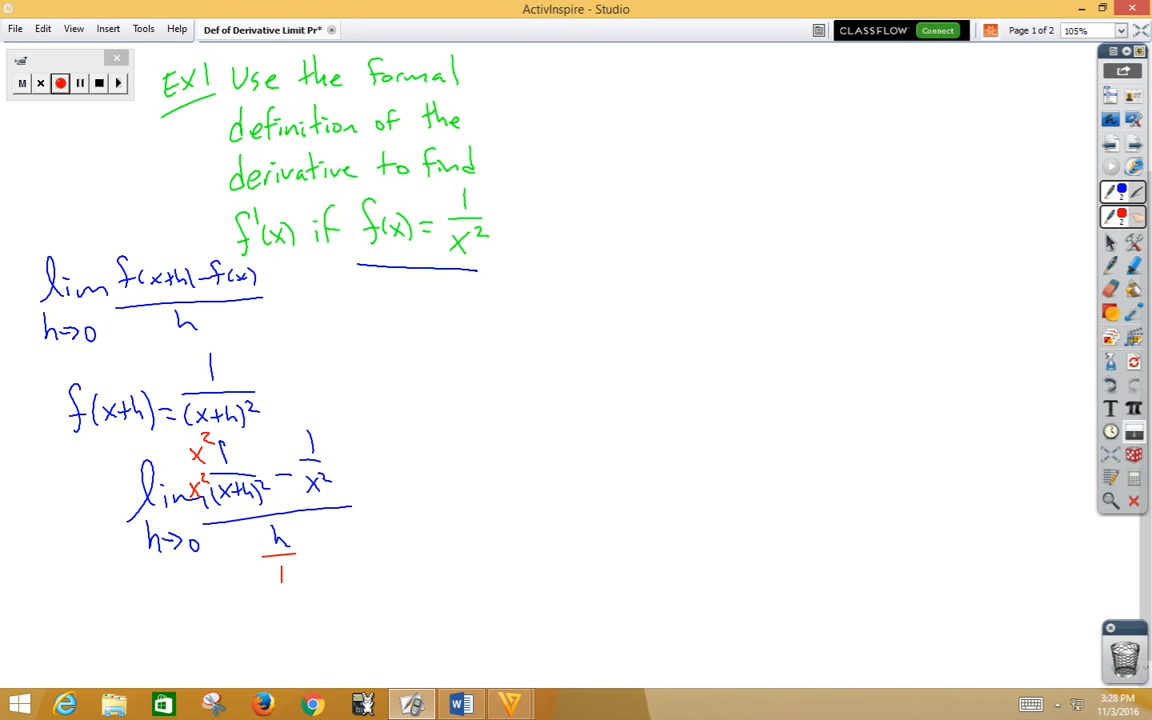 ActivInspire - Studio
File Edit View Insert Tools Help Def of Derivative Limit Pr* CLASSFLOW Connect Page 1 of 2 105%
M
EX1 Use the formal
definition of the
derivative to find
f'(x) if f(x) = 1/x²
lim h→0 (f(x+h) - f(x))/h
f(x+h) = 1/(x+h)²
lim h→0 (x² 1/x² (x+h)² - 1/x²)/(h/1)
3:28 PM
11/3/2016